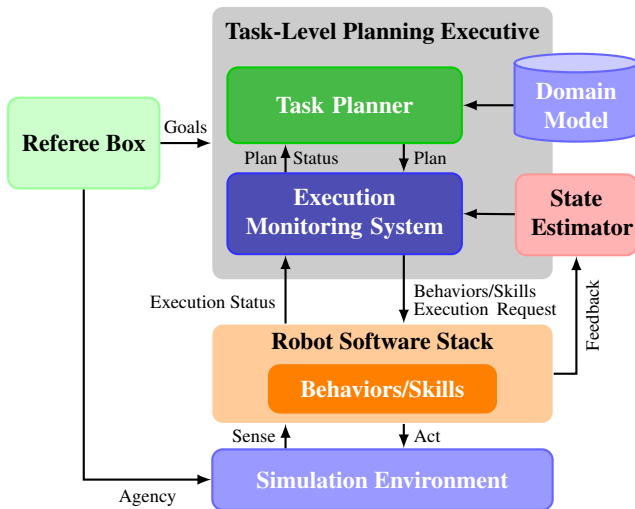 Task-Level Planning Executive
Task Planner
Domain
Model
Referee Box
Goals
Plan Status
Plan
Execution
Monitoring System
State
Estimator
Execution Status
Behaviors/Skills
Execution Request
Feedback
Robot Software Stack
Behaviors/Skills
Sense
Act
Simulation Environment
Agency